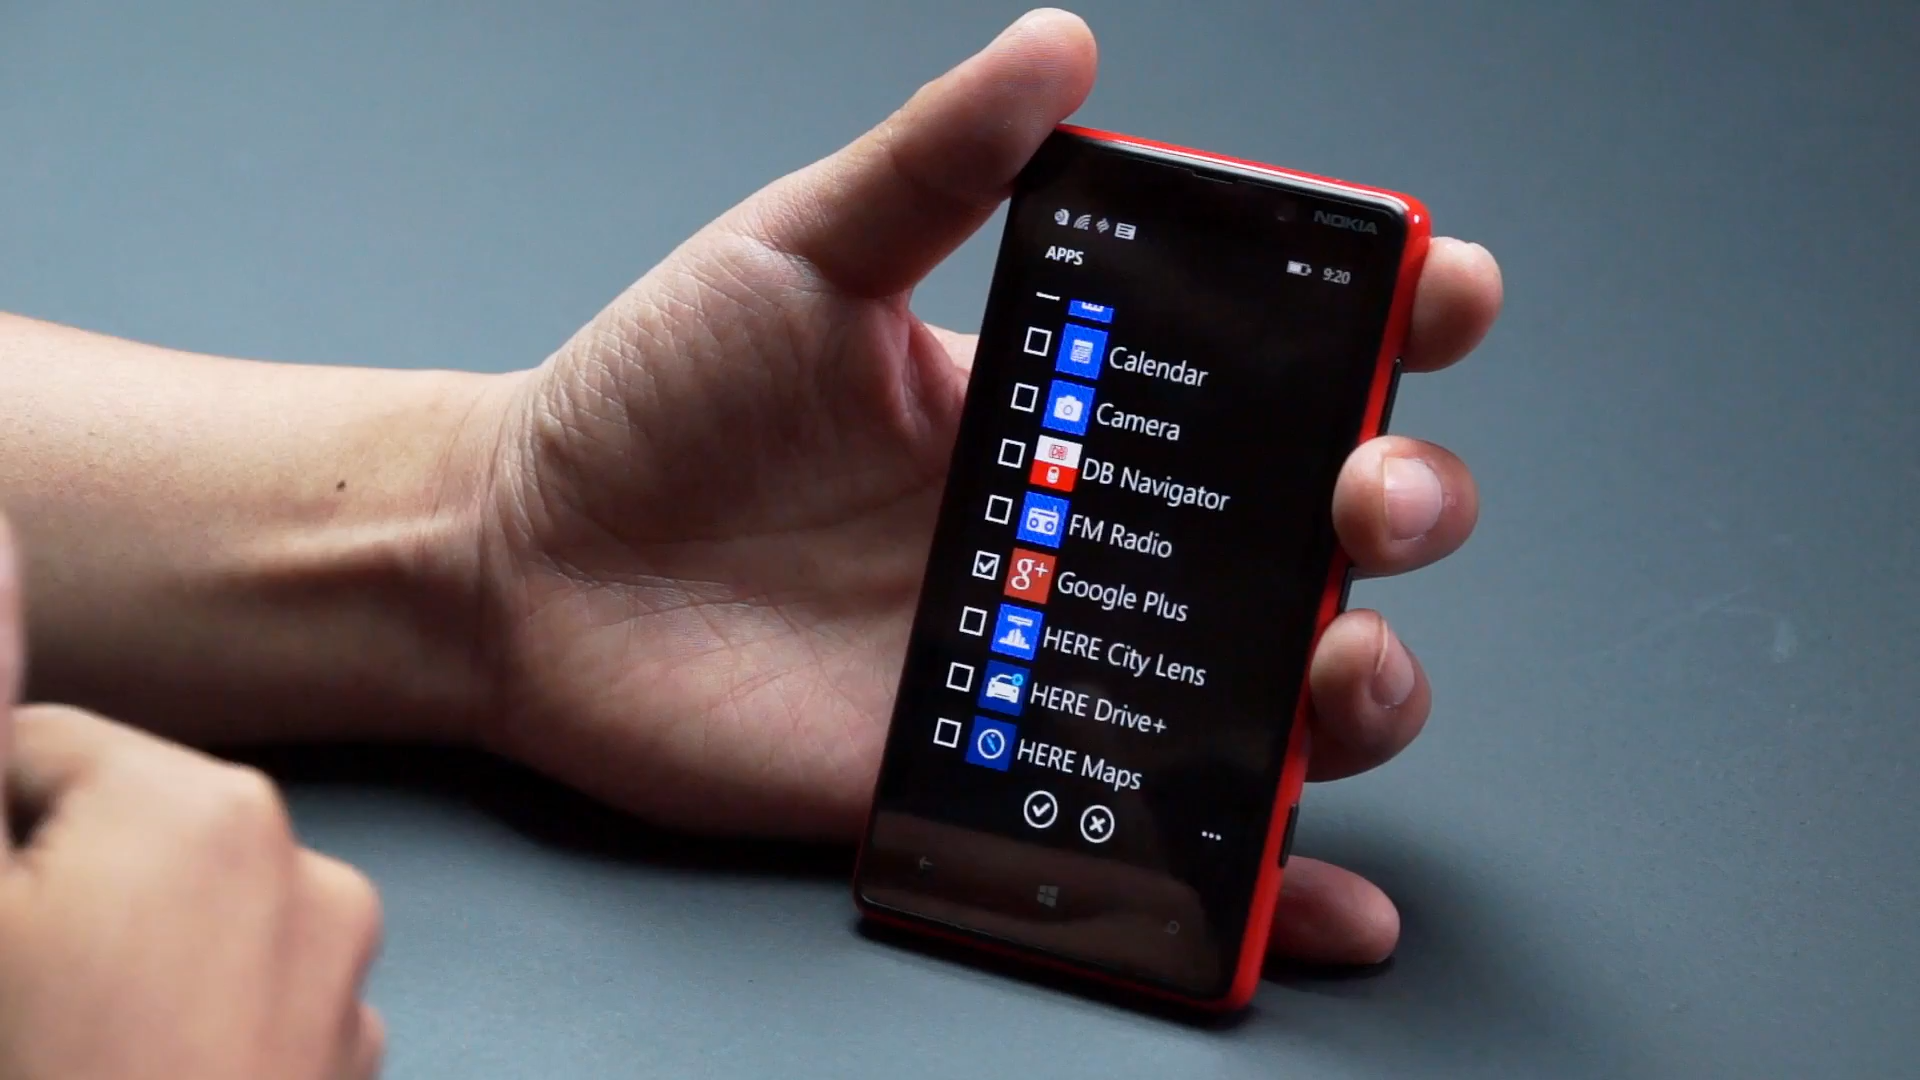 NOKIA
9:20
APPS
Calendar
Camera
DB Navigator
FM Radio
g+ Google Plus
HERE City Lens
HERE Drive+
HERE Maps